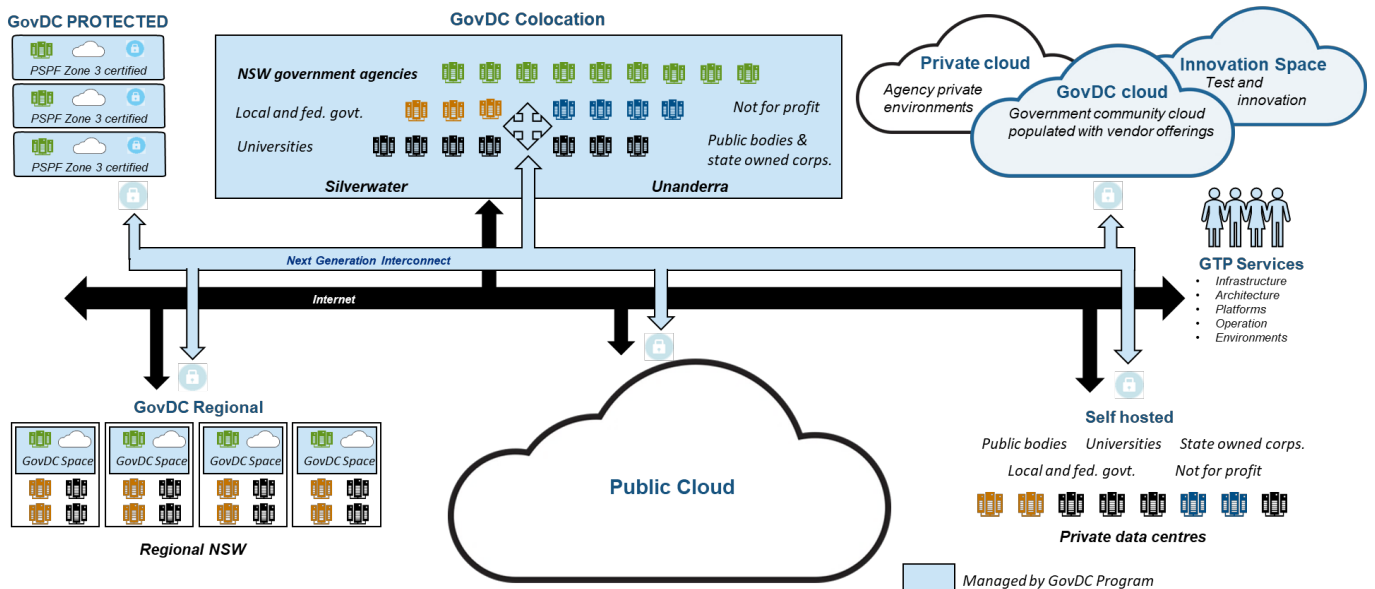 GovDC PROTECTED
PSPF Zone 3 certified
PSPF Zone 3 certified
PSPF Zone 3 certified
GovDC Colocation
NSW government agencies
Local and fed. govt.
Not for profit
Universities
Public bodies &
state owned corps.
Silverwater
Unanderra
Private cloud
Agency private
environments
GovDC cloud
Government community cloud
populated with vendor offerings
Innovation Space
Test and
innovation
Next Generation Interconnect
Internet
GTP Services
• Infrastructure
• Architecture
• Platforms
• Operation
• Environments
GovDC Regional
GovDC Space
GovDC Space
GovDC Space
GovDC Space
Regional NSW
Public Cloud
Self hosted
Public bodies Universities State owned corps.
Local and fed. govt. Not for profit
Private data centres
Managed by GovDC Program